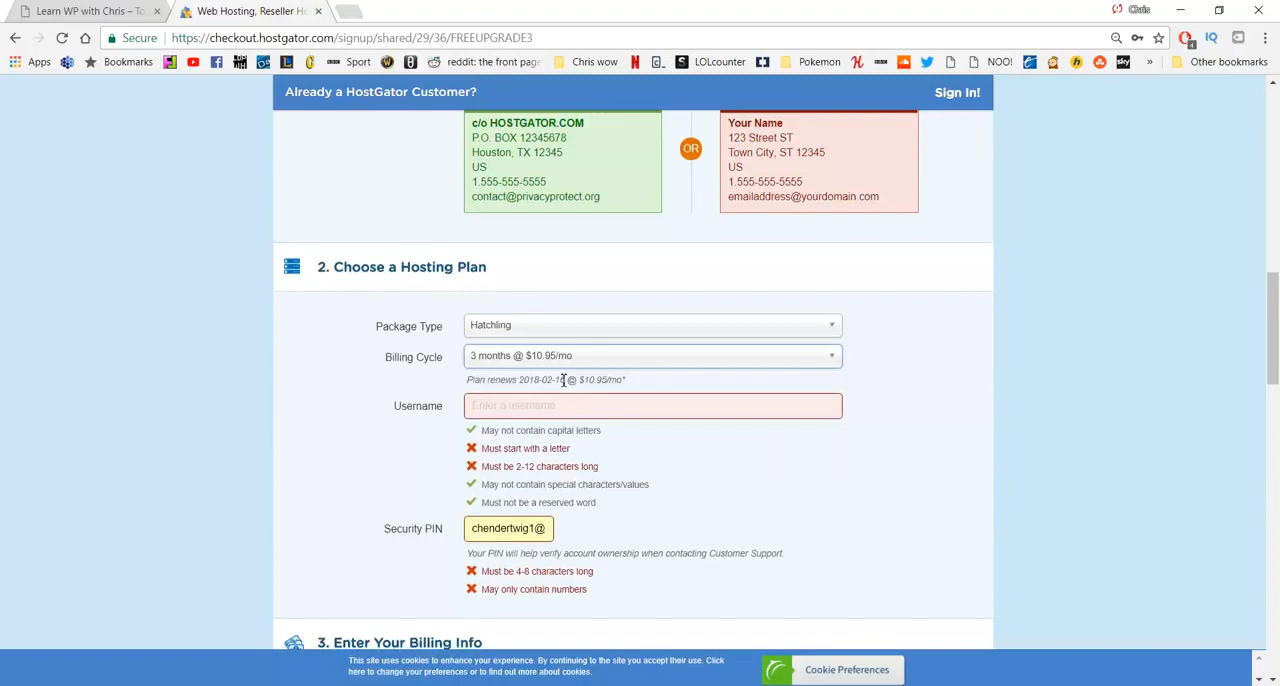 Learn WP with Chris – To
Web Hosting, Reseller H
Chris
Secure
https://checkout.hostgator.com/signup/shared/29/36/FREEUPGRADE3
Apps
Bookmarks
Sport
reddit: the front page
Chris wow
LOLcounter
Pokemon
NOO!
sky
»
Other bookmarks
Already a HostGator Customer?
Sign In!
c/o HOSTGATOR.COM
P.O. BOX 12345678
Houston, TX 12345
US
1.555-555-5555
contact@privacyprotect.org
OR
Your Name
123 Street ST
Town City, ST 12345
US
1.555-555-5555
emailaddress@yourdomain.com
2. Choose a Hosting Plan
Package Type
Hatchling
Billing Cycle
3 months @ $10.95/mo
Plan renews 2018-02-16 @ $10.95/mo*
Username
Enter a username
May not contain capital letters
Must start with a letter
Must be 2-12 characters long
May not contain special characters/values
Must not be a reserved word
Security PIN
chendertwig1@
Your PIN will help verify account ownership when contacting Customer Support.
Must be 4-8 characters long
May only contain numbers
3. Enter Your Billing Info
This site uses cookies to enhance your experience. By continuing to the site you accept their use. Click
here to change your preferences or to find out more about cookies.
Cookie Preferences